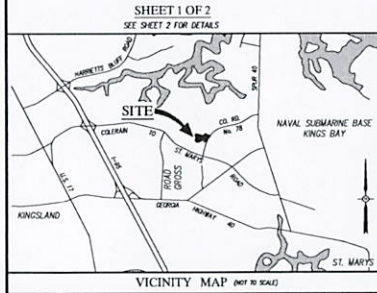 SHEET 1 OF 2
SEE SHEET 2 FOR DETAILS
HARRIETTS BLUFF ROAD
SPUR 40
SITE
CO. RD.
No. 78
NAVAL SUBMARINE BASE
KINGS BAY
COLERAIN
TO
ST. MARYS
ROAD
I-95
GROSS
ROAD
U.S. 17
KINGSLAND
GEORGIA
HIGHWAY
40
ST. MARYS
VICINITY MAP (NOT TO SCALE)